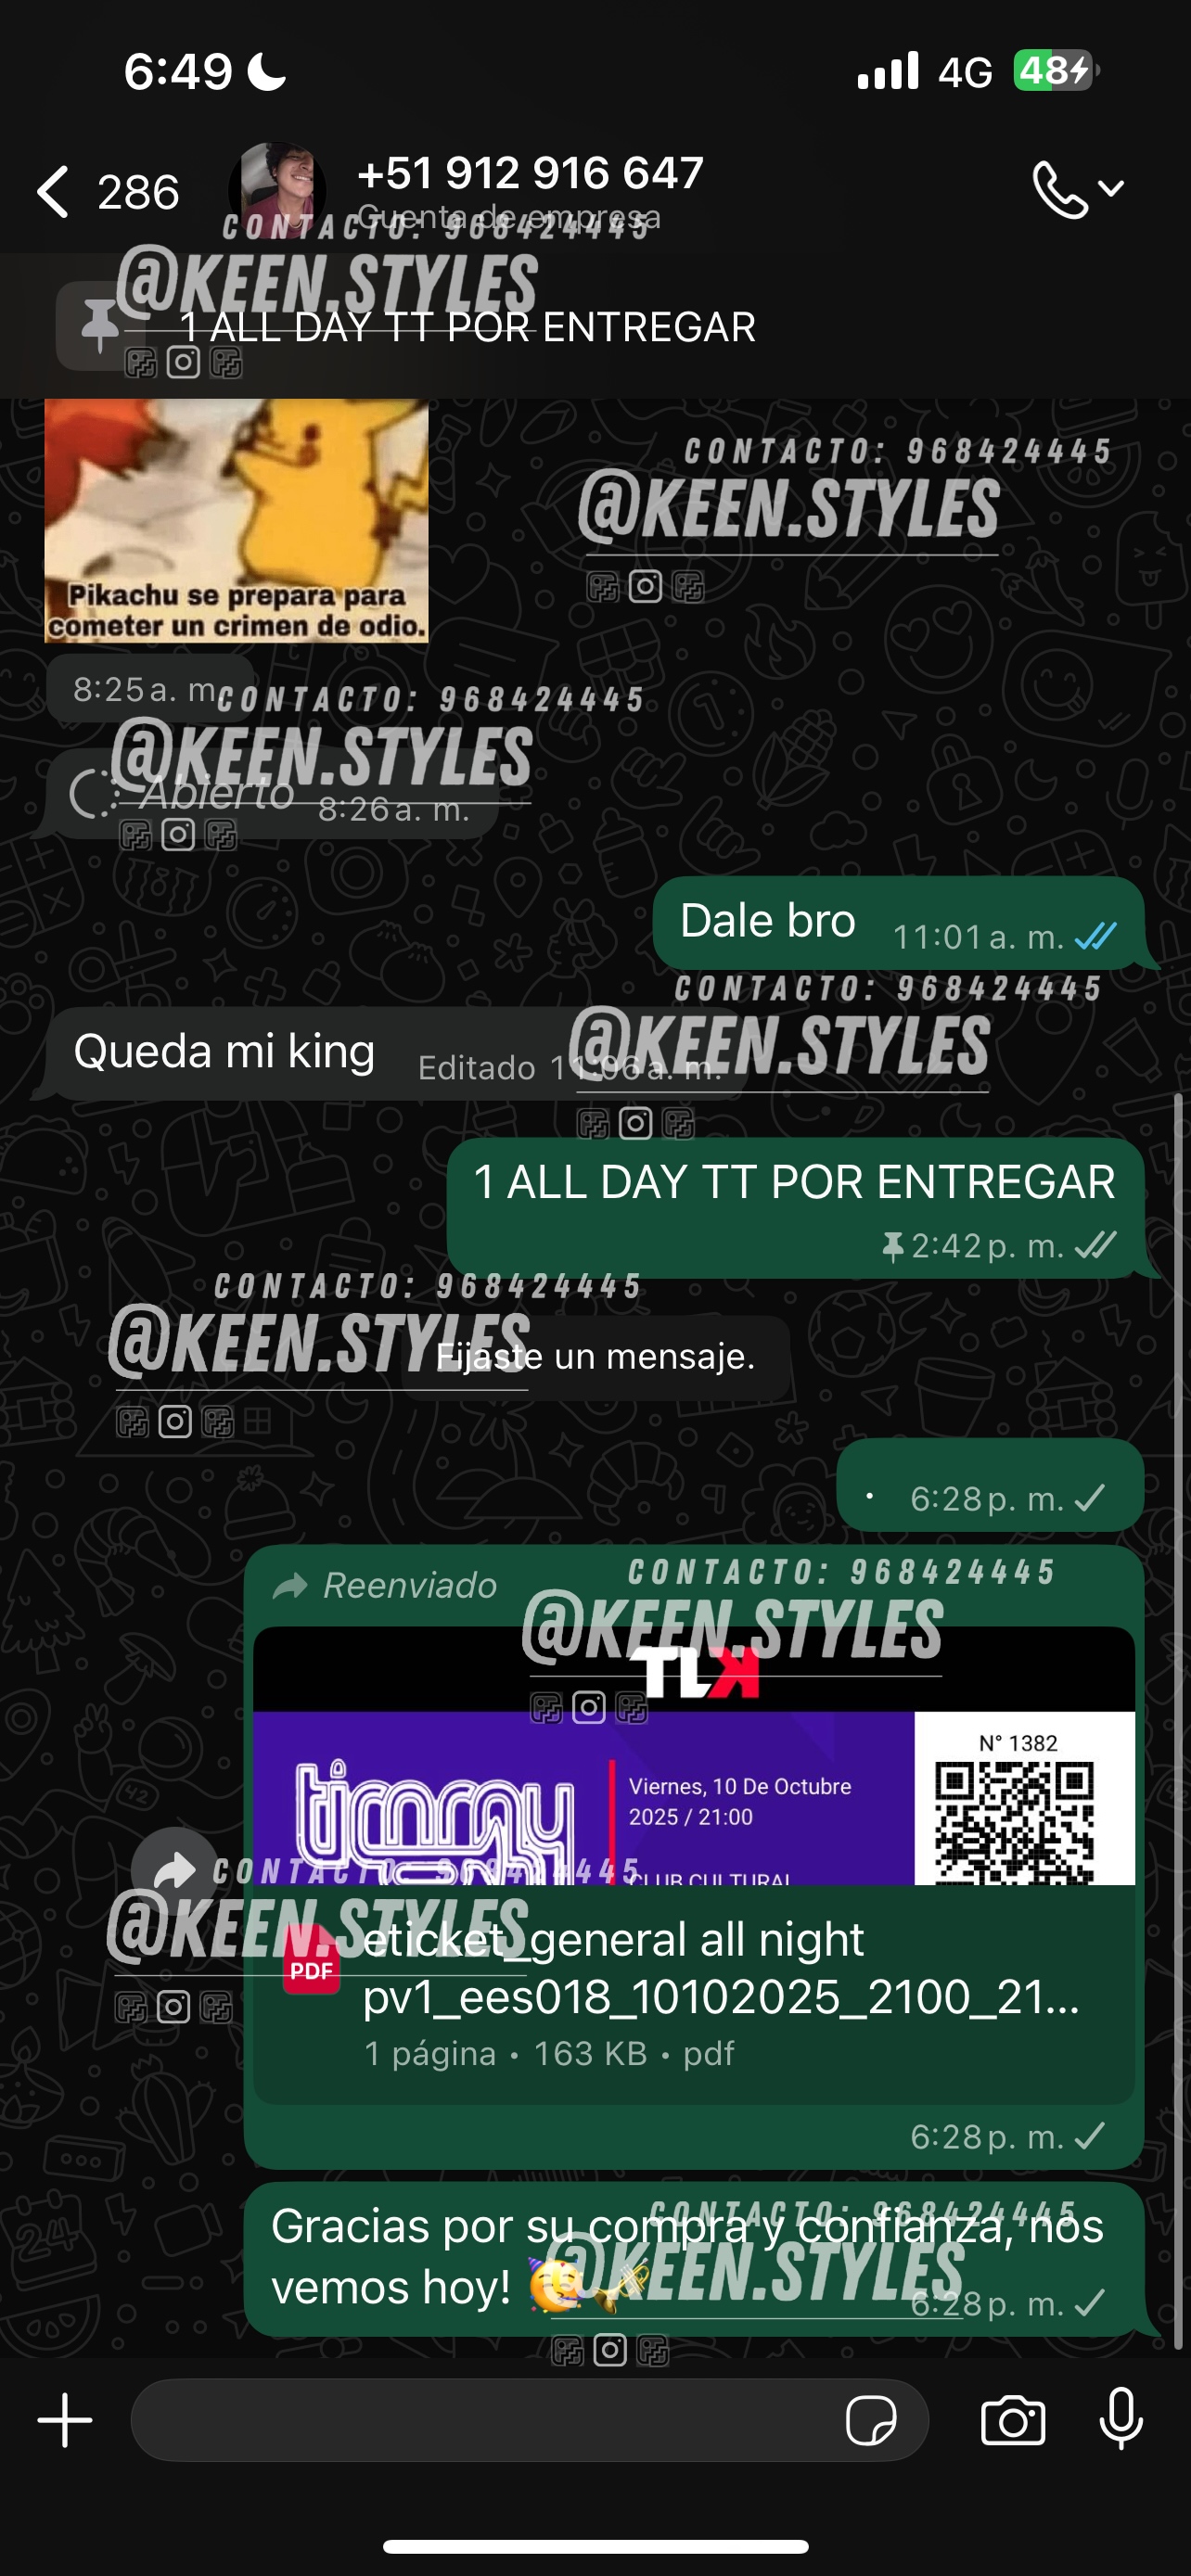 6:49
4G 48
286
+51 912 916 647
Cuenta de empresa
CONTACTO: 968424445
@KEEN.STYLES
1 ALL DAY TT POR ENTREGAR
CONTACTO: 968424445
@KEEN.STYLES
Pikachu se prepara para
cometer un crimen de odio.
8:25 a. m.
CONTACTO: 968424445
@KEEN.STYLES
Abierto 8:26 a. m.
Dale bro 11:01 a. m.
CONTACTO: 968424445
@KEEN.STYLES
Queda mi king Editado 11:06 a. m.
1 ALL DAY TT POR ENTREGAR
2:42 p. m.
CONTACTO: 968424445
@KEEN.STYLES
Fijaste un mensaje.
. 6:28 p. m.
Reenviado
CONTACTO: 968424445
@KEEN.STYLES
TLK
N° 1382
timmy
Viernes, 10 De Octubre
2025 / 21:00
CLUB CULTURAL
CONTACTO: 968424445
@KEEN.STYLES
PDF
eticket_general all night
pv1_ees018_10102025_2100_21...
1 página • 163 KB • pdf
6:28 p. m.
CONTACTO: 968424445
@KEEN.STYLES
Gracias por su compra y confianza, nos
vemos hoy! 🥳🎺
6:28 p. m.